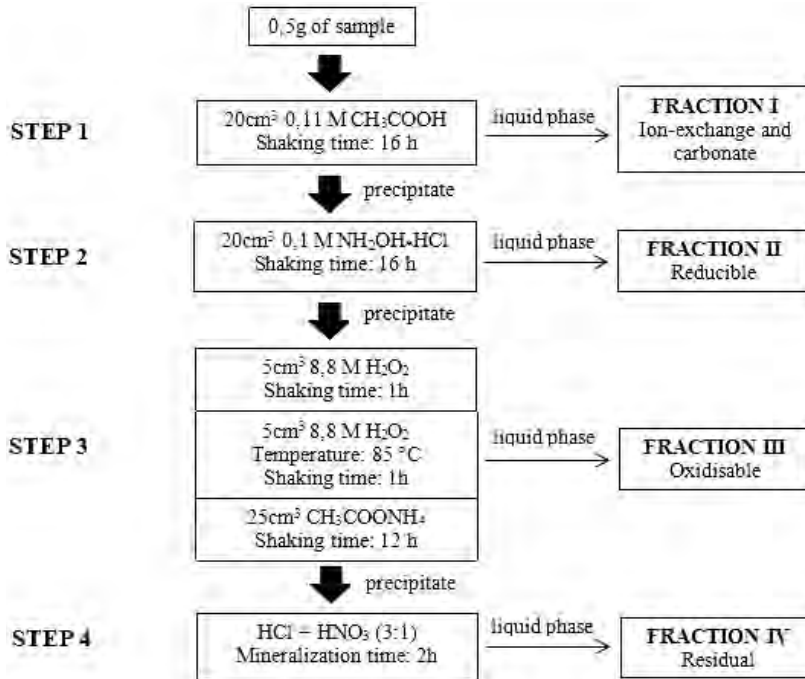 0,5g of sample
STEP 1
20cm³ 0,11 M CH₃COOH
Shaking time: 16 h
liquid phase
FRACTION I
Ion-exchange and
carbonate
precipitate
STEP 2
20cm³ 0,1 M NH₂OH•HCl
Shaking time: 16 h
liquid phase
FRACTION II
Reducible
precipitate
STEP 3
5cm³ 8,8 M H₂O₂
Shaking time: 1h
5cm³ 8,8 M H₂O₂
Temperature: 85 °C
Shaking time: 1h
25cm³ CH₃COONH₄
Shaking time: 12 h
liquid phase
FRACTION III
Oxidisable
precipitate
STEP 4
HCl + HNO₃ (3:1)
Mineralization time: 2h
liquid phase
FRACTION IV
Residual